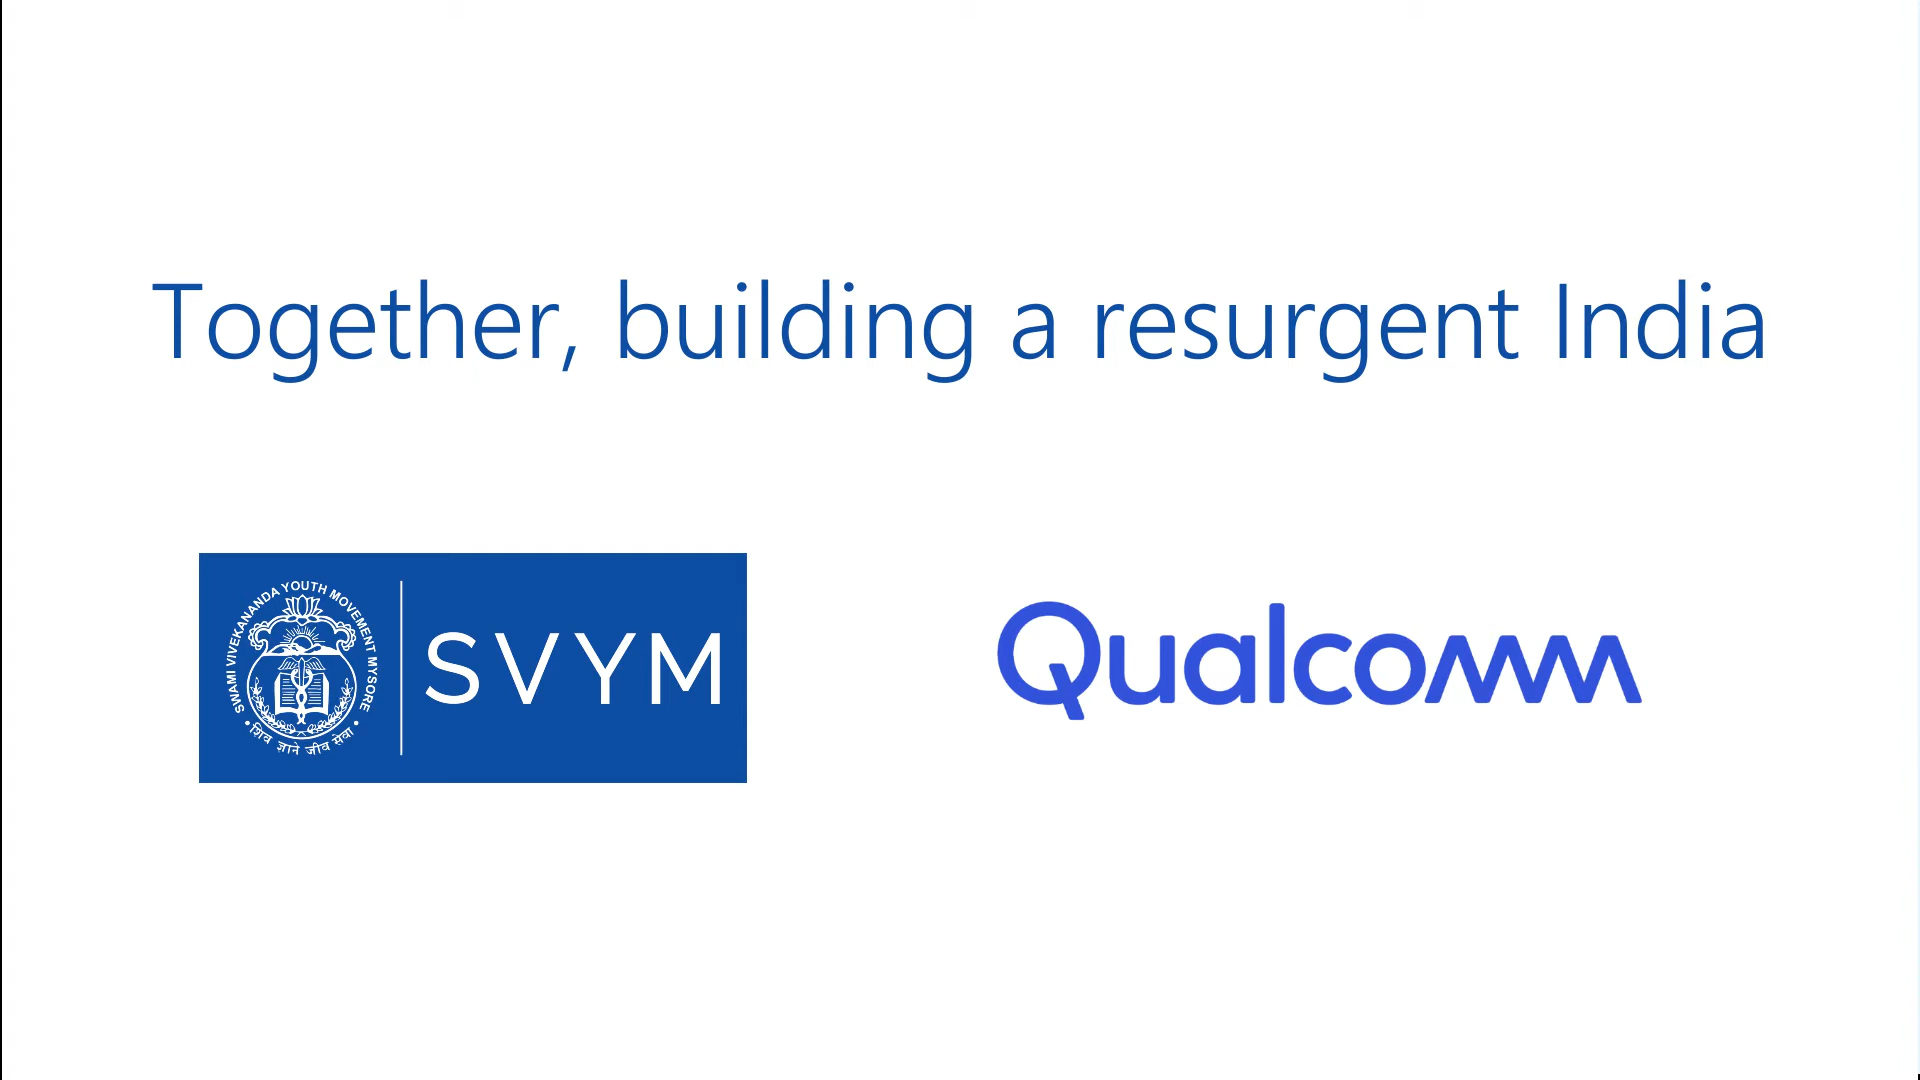 Together, building a resurgent India
SWAMI VIVEKANANDA YOUTH MOVEMENT MYSORE
• शिव ज्ञाने जीव सेवा •
SVYM
Qualcomm